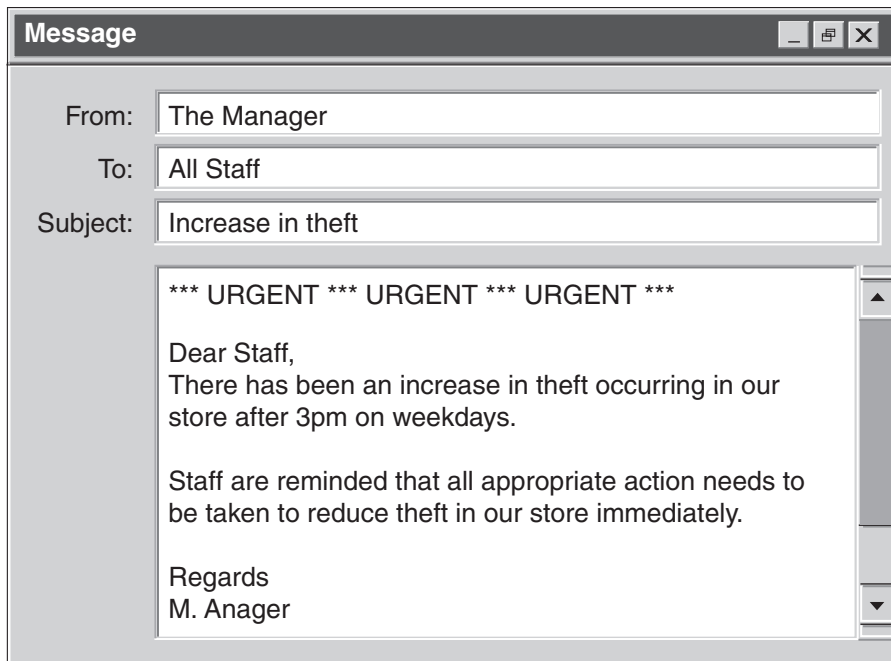 Message
From: The Manager
To: All Staff
Subject: Increase in theft
*** URGENT *** URGENT *** URGENT ***
Dear Staff,
There has been an increase in theft occurring in our
store after 3pm on weekdays.
Staff are reminded that all appropriate action needs to
be taken to reduce theft in our store immediately.
Regards
M. Anager